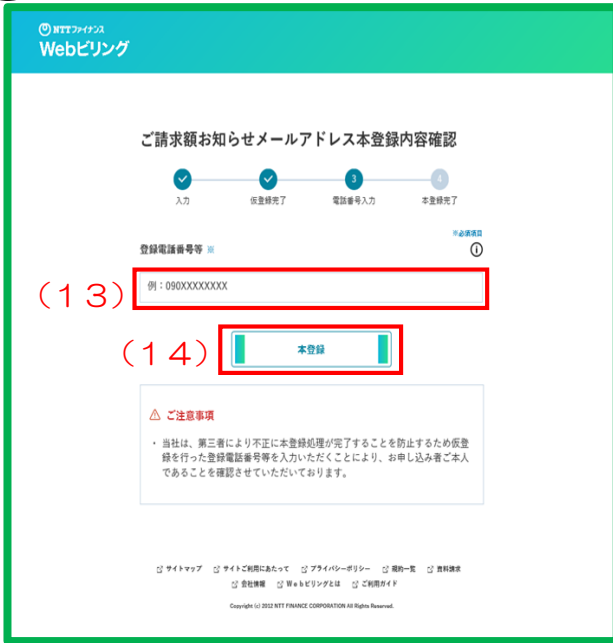 NTTファイナンス
Webビリング
ご請求額お知らせメールアドレス本登録内容確認
3 4
入力 仮登録完了 電話番号入力 本登録完了
※必須項目
登録電話番号等 ※
(13) 例：090XXXXXXXX
(14) 本登録
ご注意事項
・ 当社は、第三者により不正に本登録処理が完了することを防止するため仮登
録を行った登録電話番号等を入力いただくことにより、お申し込み者ご本人
であることを確認させていただいております。
サイトマップ サイトご利用にあたって プライバシーポリシー 規約一覧 資料請求
会社情報 Webビリングとは ご利用ガイド
Copyright (c) 2012 NTT FINANCE CORPORATION All Rights Reserved.